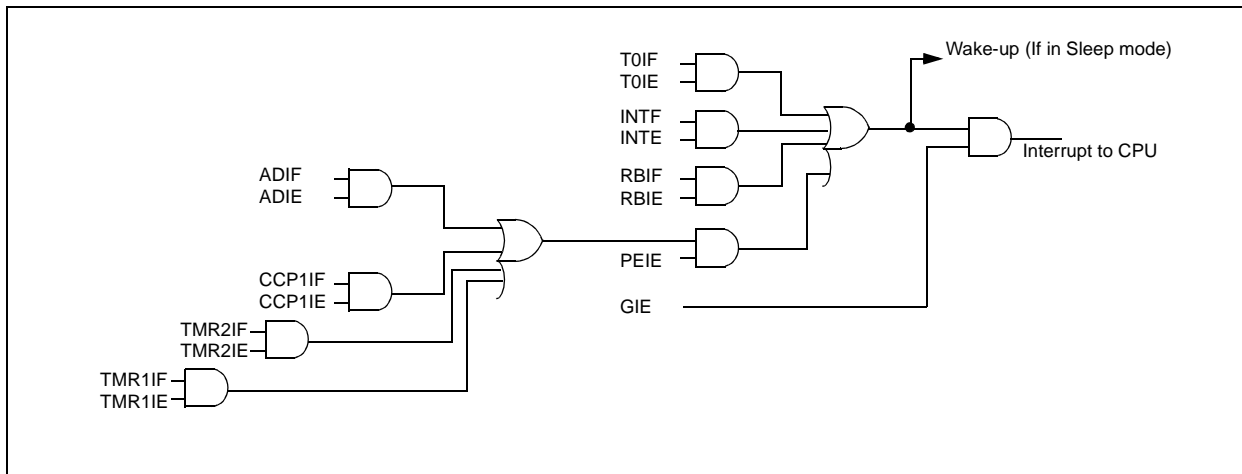 Wake-up (If in Sleep mode)
T0IF
T0IE
INTF
INTE
Interrupt to CPU
RBIF
RBIE
ADIF
ADIE
PEIE
CCP1IF
CCP1IE
GIE
TMR2IF
TMR2IE
TMR1IF
TMR1IE